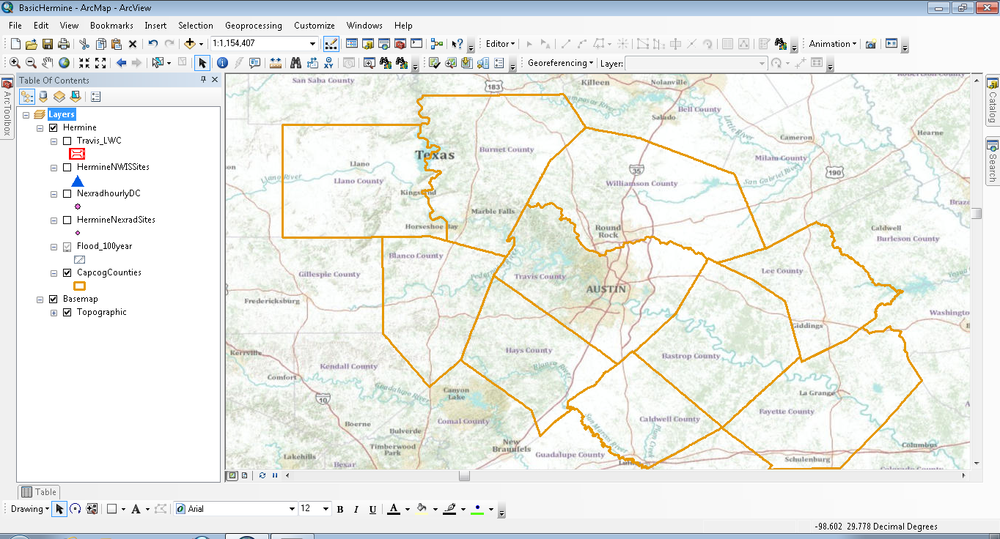 BasicHermine - ArcMap - ArcView
File Edit View Bookmarks Insert Selection Geoprocessing Customize Windows Help
1:1,154,407 Editor Animation
Georeferencing Layer:
Table Of Contents
ArcToolbox
Catalog
Search
Layers
Hermine
Travis_LWC
HermineNWISSites
NexradhourlyDC
HermineNexradSites
Flood_100year
CapcogCounties
Basemap
Topographic
San Saba County
183
Killeen
Nolanville
Bell County
Salado
Little River
Cameron
Hearne
Texas
Burnet County
Milam County
Llano
Llano River
Llano County
35
Williamson County
San Gabriel River
190
Marble Falls
Horseshoe Bay
Round
Rock
Caldwell
Burleson County
Blanco County
Gillespie County
Travis County
Lee County
AUSTIN
Fredericksburg
Giddings
Washington
Kerrville
Kendall County
Hays County
Blanco River
Bastrop County
Comfort
Guadalupe River
10
Canyon
Lake
La Grange
Fayette County
Boerne
Bulverde
Comal County
San Marcos River
Caldwell County
Plum Creek
Timberwood
Park
New
Braunfels
Guadalupe County
Columbus
Lakehills
Bexar
Schulenburg
Colorado County
Table
Drawing A Arial 12 B I U A
-98.602 29.778 Decimal Degrees